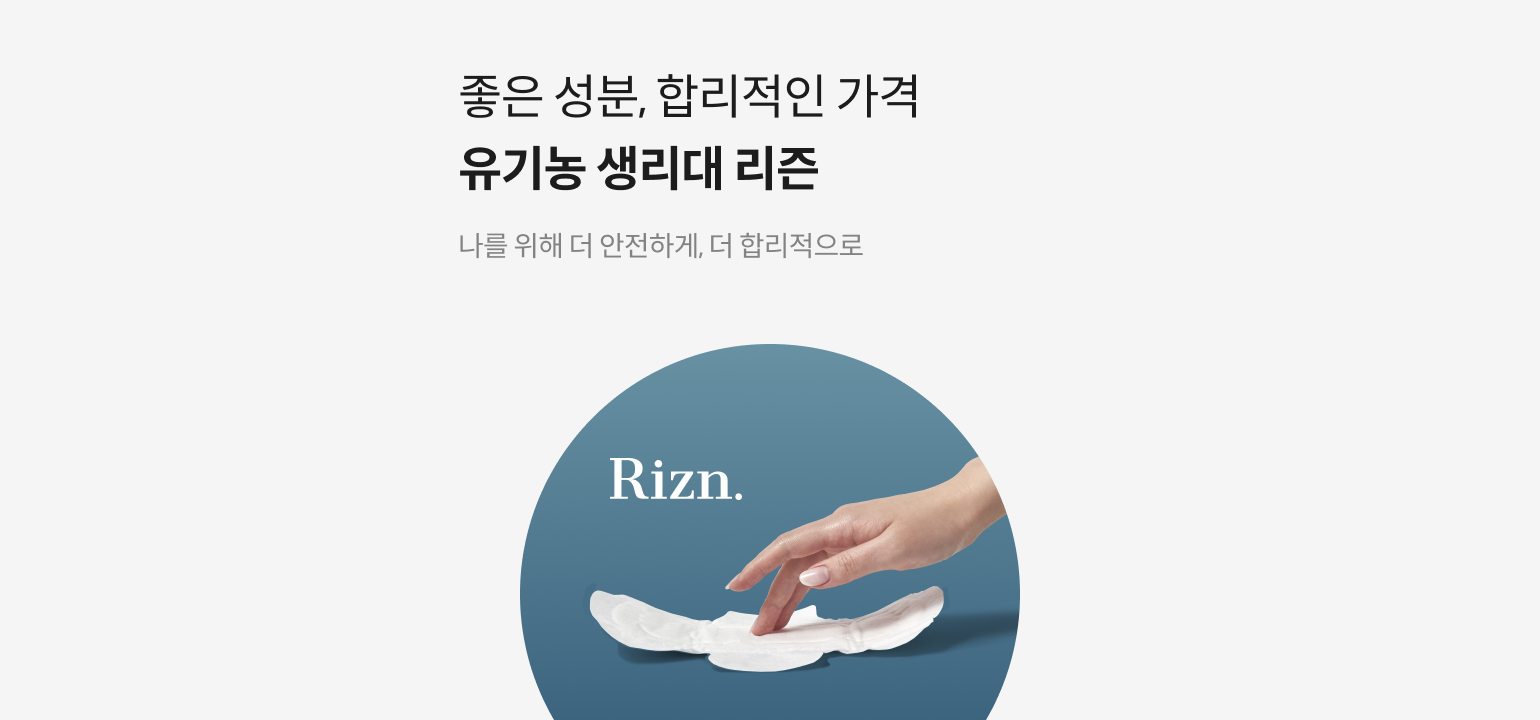 좋은 성분, 합리적인 가격
유기농 생리대 리즌
나를 위해 더 안전하게, 더 합리적으로
Rizn.